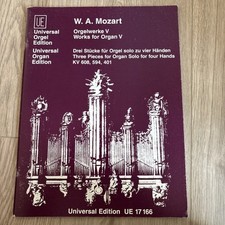 UE
W. A. Mozart
Universal
Orgel
Edition
Orgelwerke V
Works for Organ V
Universal
Organ
Edition
Drei Stücke für Orgel solo zu vier Händen
Three Pieces for Organ Solo for four Hands
KV 608, 594, 401
Universal Edition UE 17 166